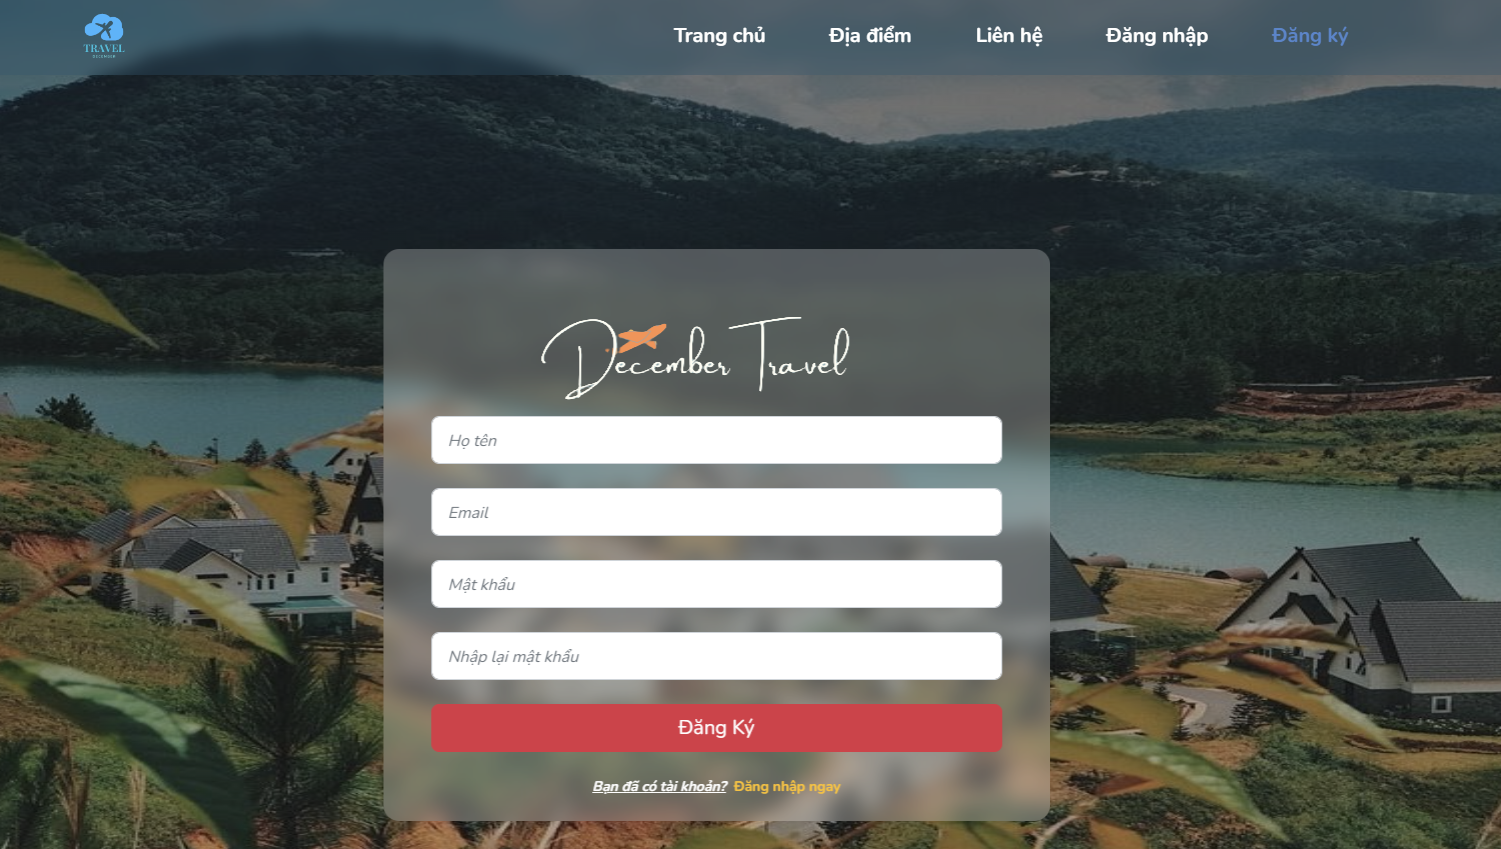 TRAVEL
DECEMBER
Trang chủ
Địa điểm
Liên hệ
Đăng nhập
Đăng ký
December Travel
Họ tên
Email
Mật khẩu
Nhập lại mật khẩu
Đăng Ký
Bạn đã có tài khoản? Đăng nhập ngay